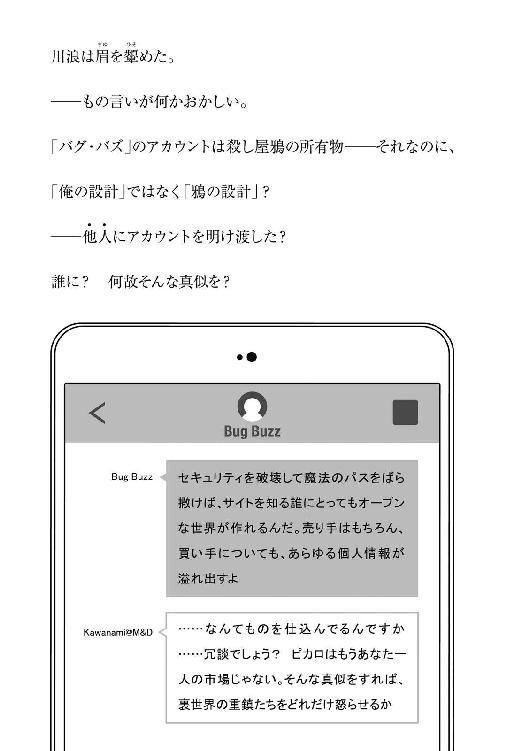 川浪は眉を顰めた。
――もの言いが何かおかしい。
「バグ・バズ」のアカウントは殺し屋鴉の所有物――それなのに、
「俺の設計」ではなく「鴉の設計」？
――他人にアカウントを明け渡した？
誰に？　何故そんな真似を？
Bug Buzz
Bug Buzz
セキュリティを破壊して魔法のパスをばら
撒けば、サイトを知る誰にとってもオープン
な世界が作れるんだ。売り手はもちろん、
買い手についても、あらゆる個人情報が
溢れ出すよ
Kawanami@M&D
……なんてものを仕込んでるんですか
……冗談でしょう？　ピカロはもうあなた一
人の市場じゃない。そんな真似をすれば、
裏世界の重鎮たちをどれだけ怒らせるか